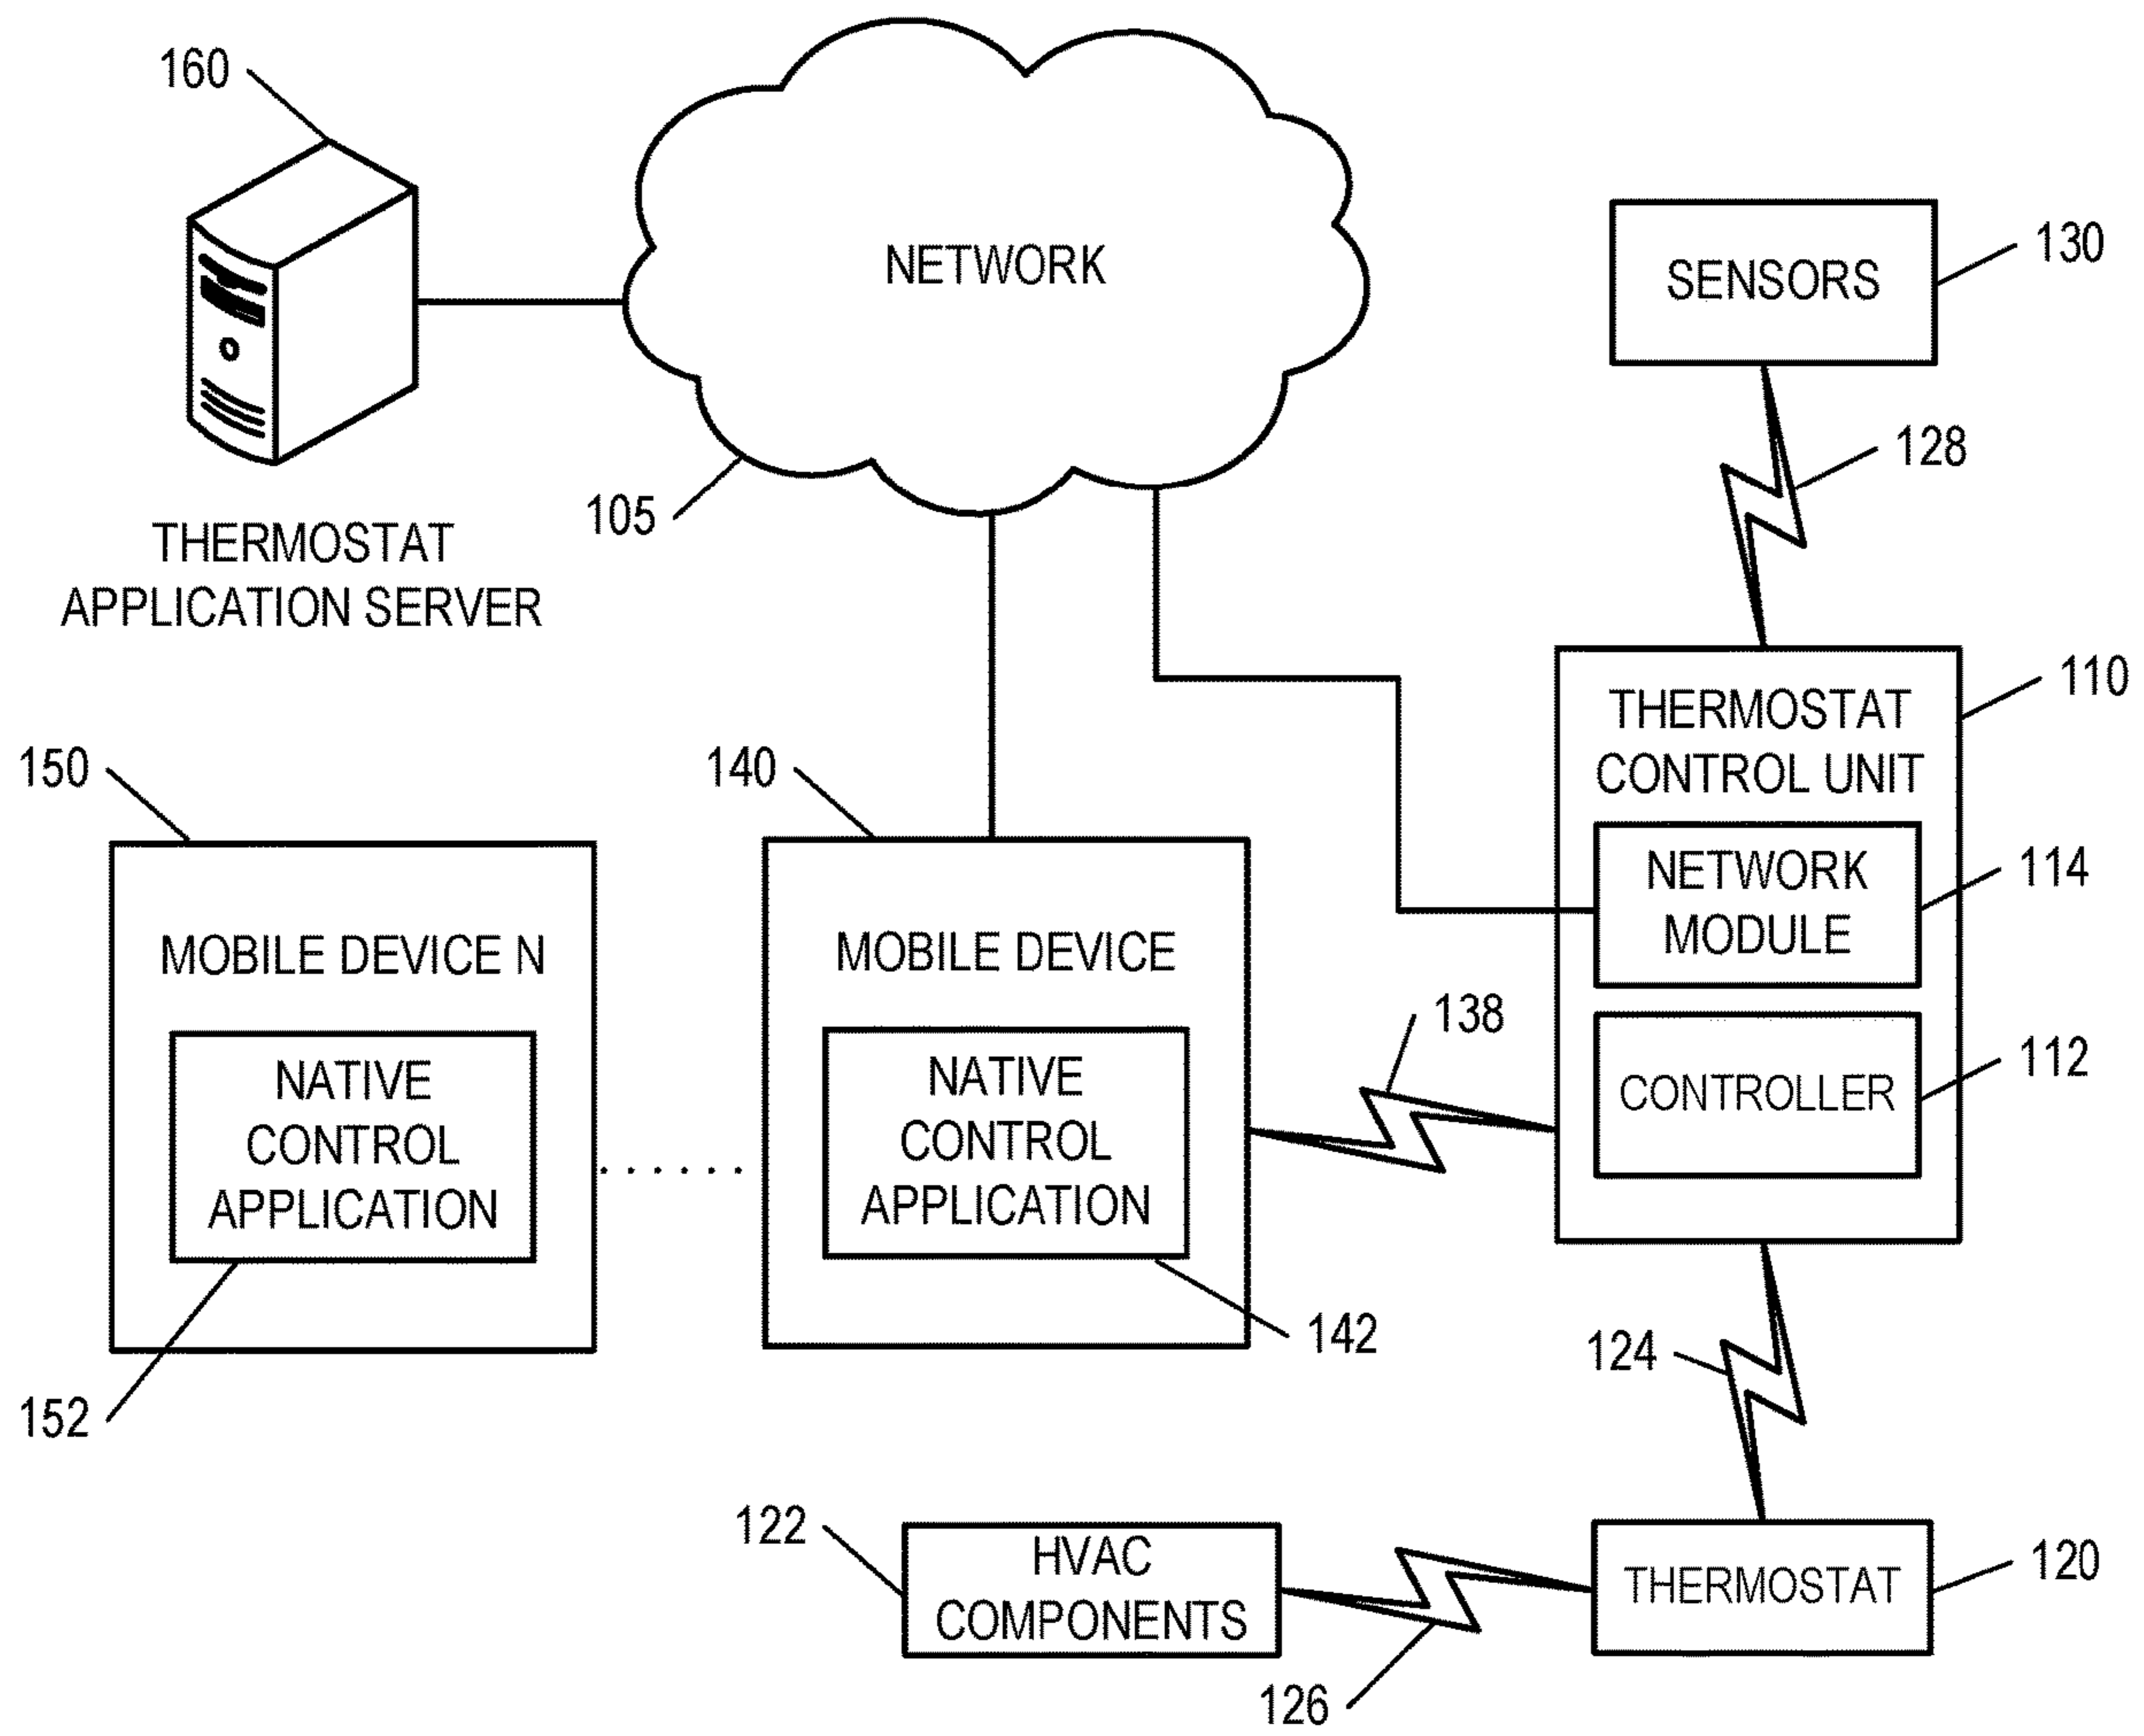 160
NETWORK
SENSORS
130
128
105
THERMOSTAT
APPLICATION SERVER
110
THERMOSTAT
CONTROL UNIT
150
140
NETWORK
MODULE
114
MOBILE DEVICE N
MOBILE DEVICE
138
NATIVE
CONTROL
APPLICATION
NATIVE
CONTROL
APPLICATION
CONTROLLER
112
142
124
152
122
HVAC
COMPONENTS
THERMOSTAT
120
126